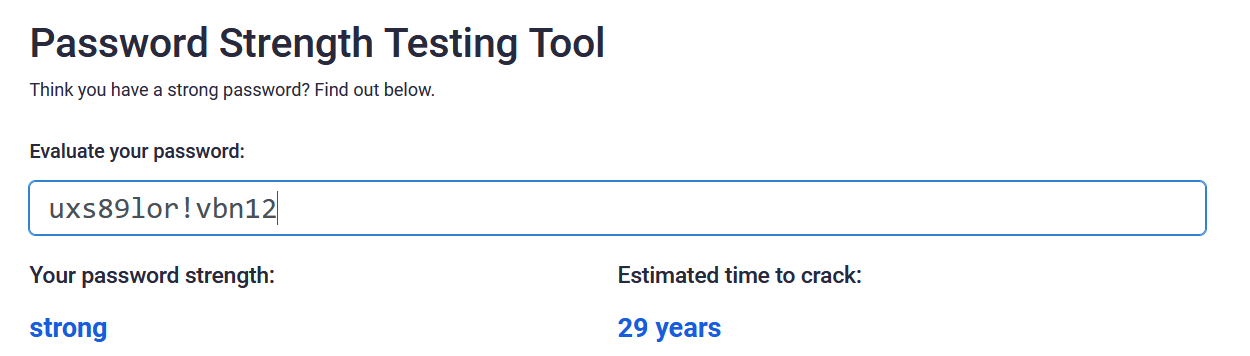 Password Strength Testing Tool
Think you have a strong password? Find out below.
Evaluate your password:
uxs89lor!vbn12
Your password strength:
Estimated time to crack:
strong
29 years